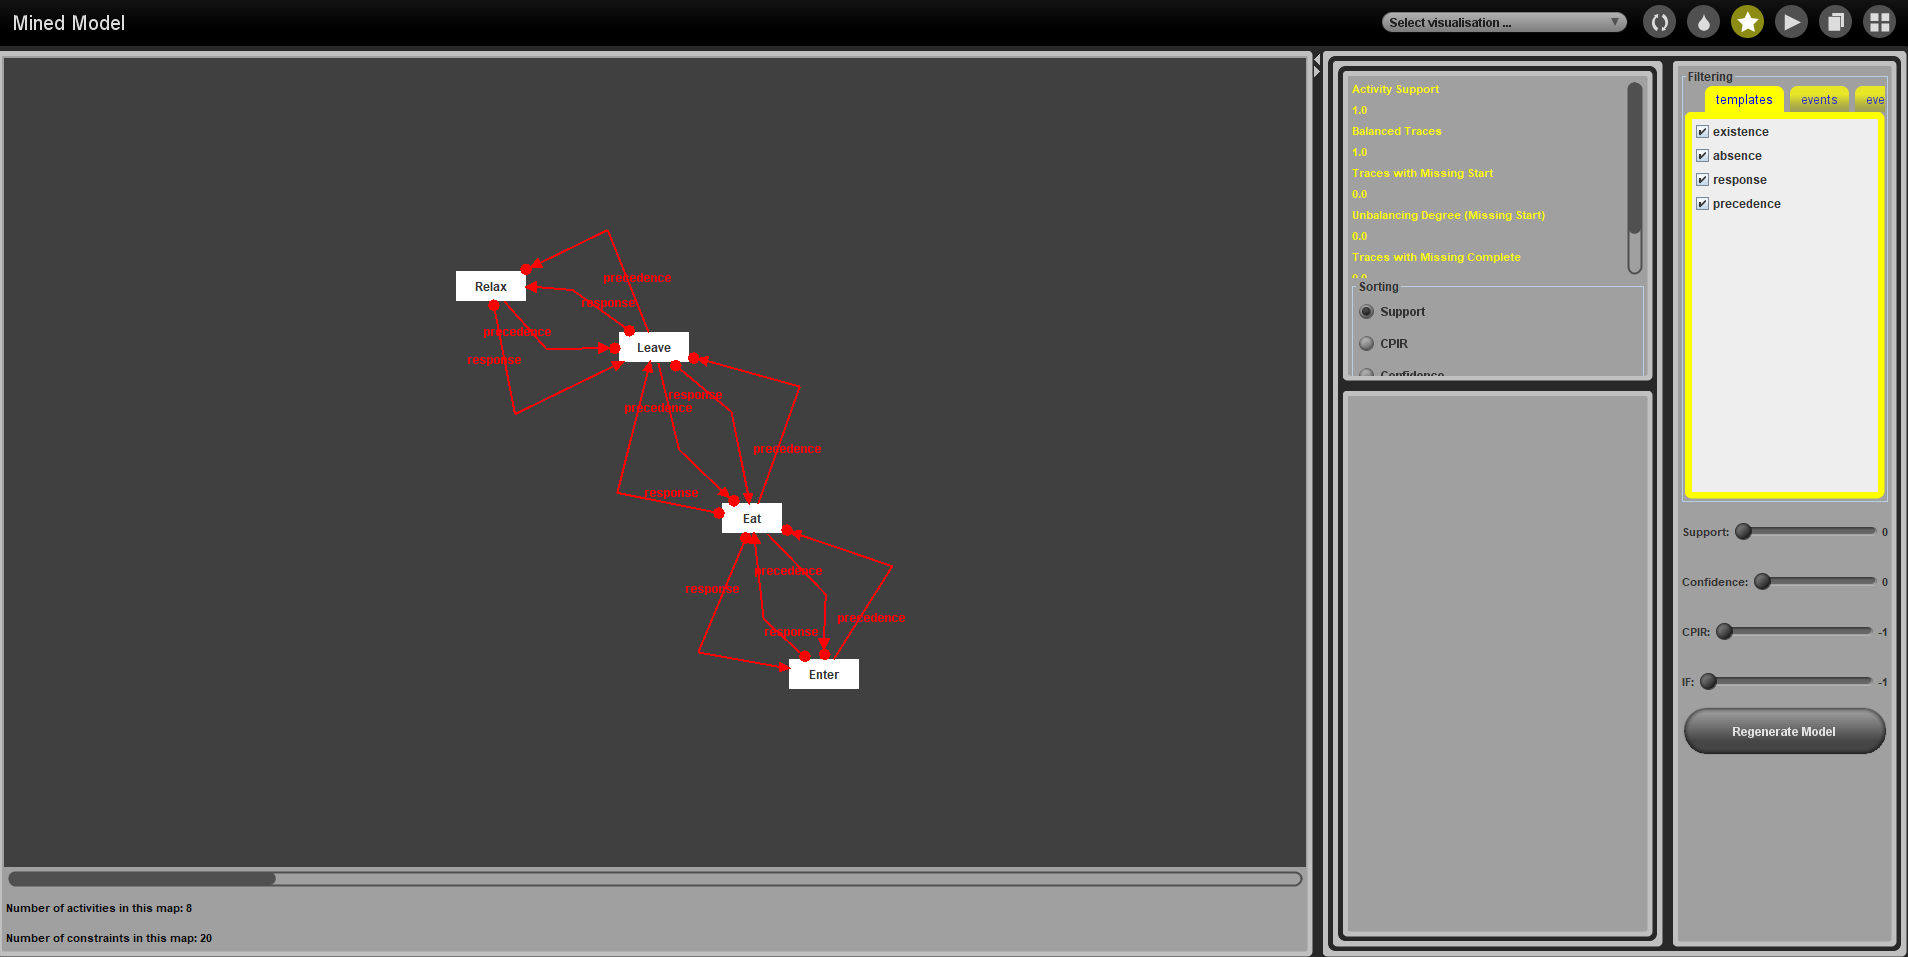 Mined Model
Select visualisation ...
Relax
precedence
response
precedence
response
Leave
response
precedence
precedence
response
Eat
precedence
response
precedence
response
Enter
Number of activities in this map: 8
Number of constraints in this map: 20
Activity Support
1.0
Balanced Traces
1.0
Traces with Missing Start
0.0
Unbalancing Degree (Missing Start)
0.0
Traces with Missing Complete
0.0
Sorting
Support
CPIR
Confidence
Filtering
templates events eve
existence
absence
response
precedence
Support: 0
Confidence: 0
CPIR: -1
IF: -1
Regenerate Model